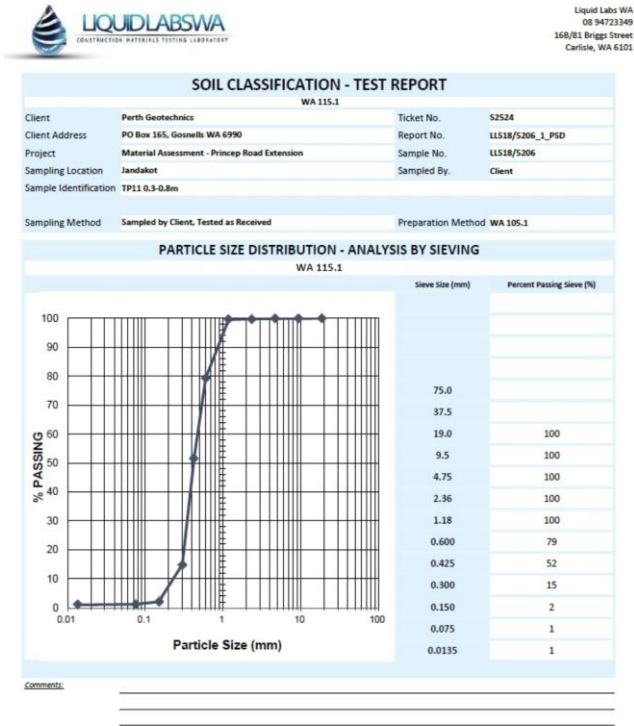 LIQUIDLABSWA
CONSTRUCTION MATERIALS TESTING LABORATORY
Liquid Labs WA
08 94723349
16B/81 Briggs Street
Carlisle, WA 6101
SOIL CLASSIFICATION - TEST REPORT
WA 115.1
Client Perth Geotechnics Ticket No. S2524
Client Address PO Box 165, Gosnells WA 6990 Report No. LLS18/5206_1_PSD
Project Material Assessment - Princep Road Extension Sample No. LLS18/5206
Sampling Location Jandakot Sampled By. Client
Sample Identification TP11 0.3-0.8m
Sampling Method Sampled by Client, Tested as Received Preparation Method WA 105.1
PARTICLE SIZE DISTRIBUTION - ANALYSIS BY SIEVING
WA 115.1
Sieve Size (mm) Percent Passing Sieve (%)
100
90
80
70
60
50
40
30
20
10
0
% PASSING
0.01 0.1 1 10 100
Particle Size (mm)
75.0
37.5
19.0 100
9.5 100
4.75 100
2.36 100
1.18 100
0.600 79
0.425 52
0.300 15
0.150 2
0.075 1
0.0135 1
Comments: